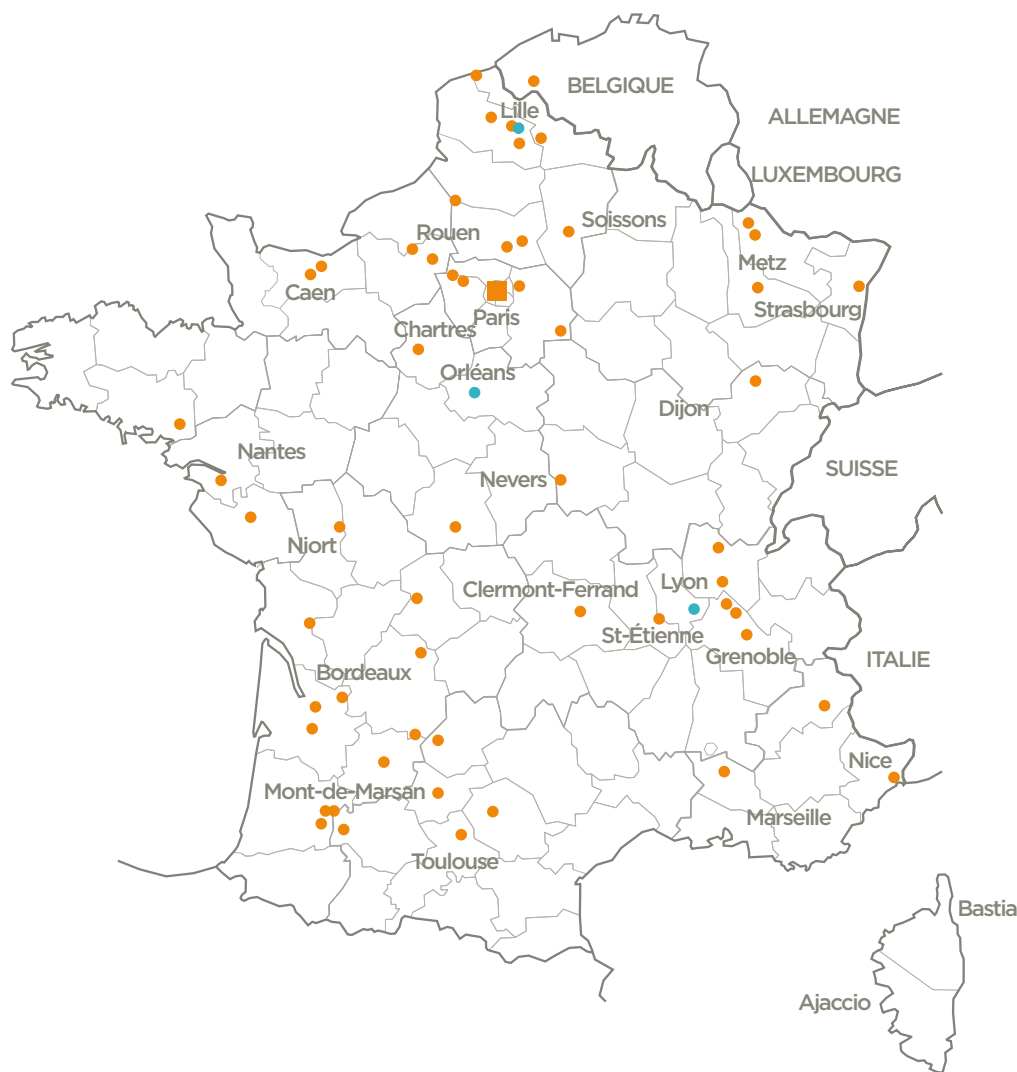 BELGIQUE
Lille
ALLEMAGNE
LUXEMBOURG
Soissons
Rouen
Metz
Caen
Strasbourg
Paris
Chartres
Orléans
Dijon
Nantes
SUISSE
Nevers
Niort
Clermont-Ferrand
Lyon
St-Étienne
Grenoble
ITALIE
Bordeaux
Nice
Mont-de-Marsan
Marseille
Toulouse
Bastia
Ajaccio